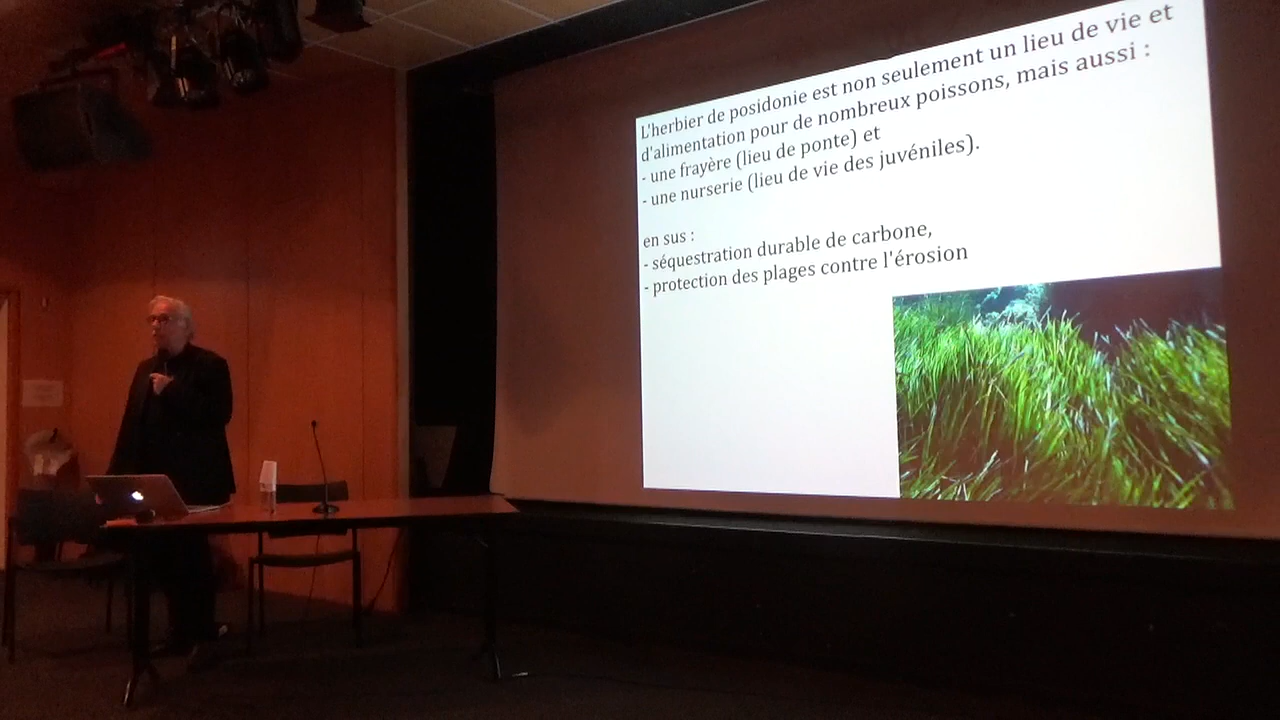 L'herbier de posidonie est non seulement un lieu de vie et
d'alimentation pour de nombreux poissons, mais aussi :
- une frayère (lieu de ponte) et
- une nurserie (lieu de vie des juvéniles).
en sus :
- séquestration durable de carbone,
- protection des plages contre l'érosion